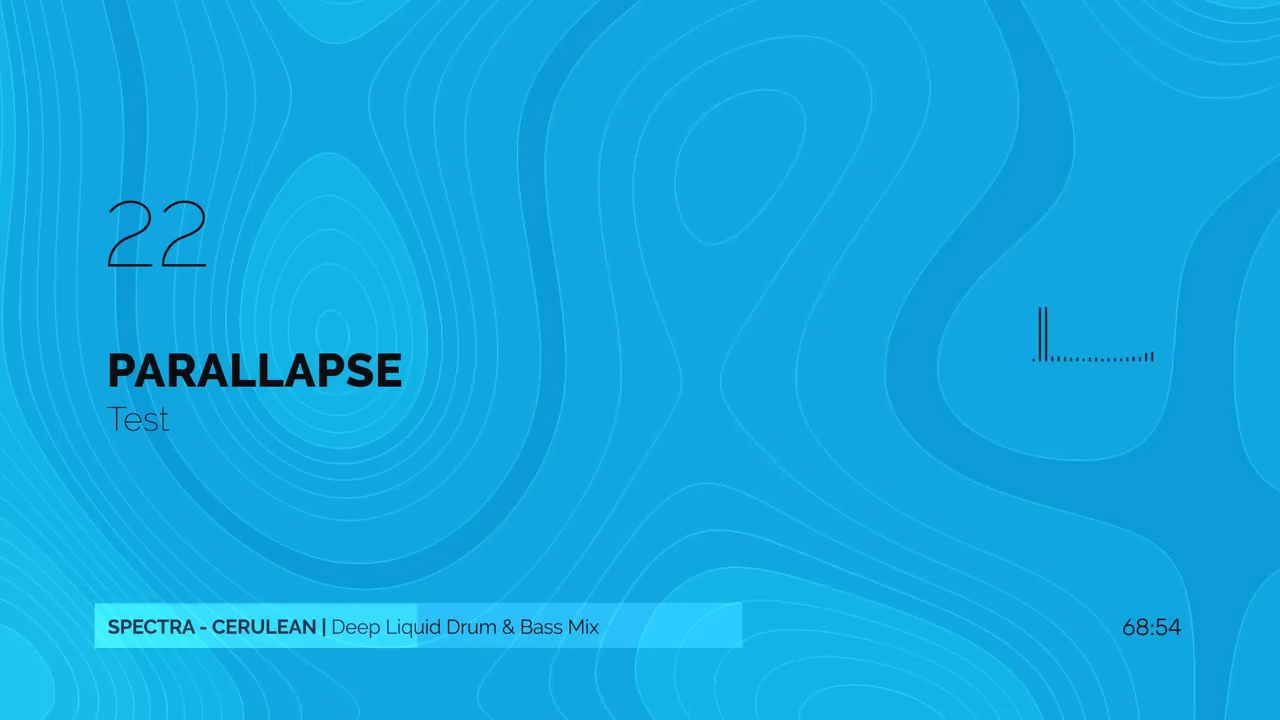 22
PARALLAPSE
Test
SPECTRA - CERULEAN | Deep Liquid Drum & Bass Mix
68:54